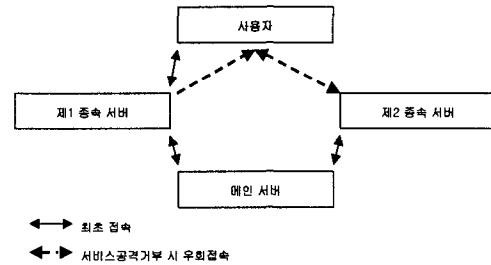 사용자
제1 종속 서버
제2 종속 서버
메인 서버
최초 접속
서비스공격거부 시 우회접속